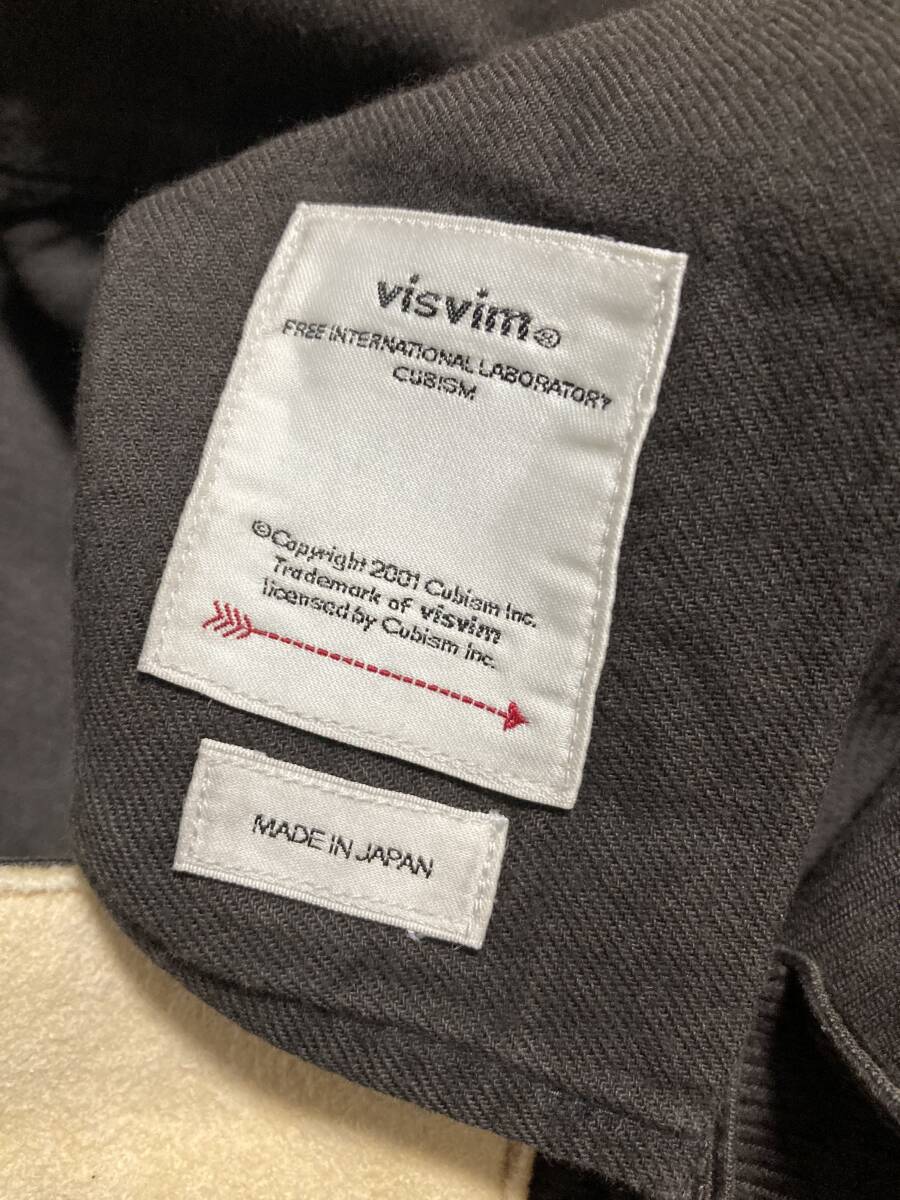 visvim®
FREE INTERNATIONAL LABORATORY
CUBISM
©Copyright 2001 Cubism Inc.
Trademark of visvim
licensed by Cubism Inc.
MADE IN JAPAN